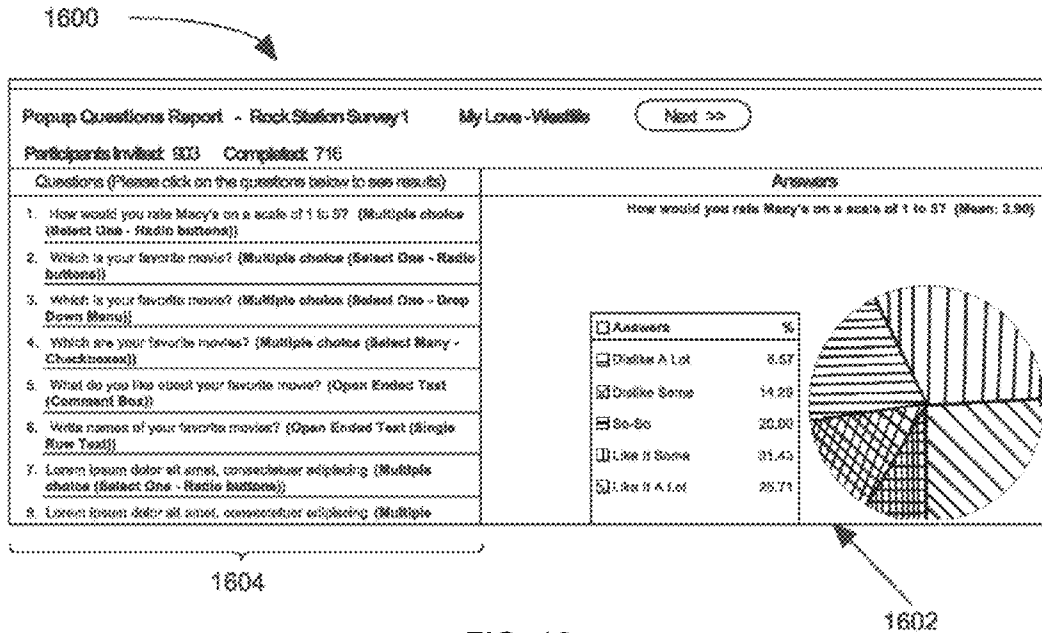 1600
Popup Questions Report - Rock Station Survey 1 My Love - Westlife Next >>
Participants Invited: 903 Completed: 716
Questions (Please click on the questions below to see results) Answers
1. How would you rate Macy's on a scale of 1 to 5? (Multiple choice
(Select One - Radio buttons))
How would you rate Macy's on a scale of 1 to 5? (Mean: 3.90)
2. Which is your favorite movie? (Multiple choice (Select One - Radio
buttons))
3. Which is your favorite movie? (Multiple choice (Select One - Drop
Down Menu))
4. Which are your favorite movies? (Multiple choice (Select Many -
Checkboxes))
5. What do you like about your favorite movie? (Open Ended Text
(Comment Box))
6. Write names of your favorite movies? (Open Ended Text (Single
Row Text))
7. Lorem ipsum dolor sit amet, consectetuer adipiscing (Multiple
choice (Select One - Radio buttons))
8. Lorem ipsum dolor sit amet, consectetuer adipiscing (Multiple
Answers %
Dislike A Lot 8.57
Dislike Some 14.29
So-So 20.00
Like It Some 31.43
Like It A Lot 25.71
1604
1602